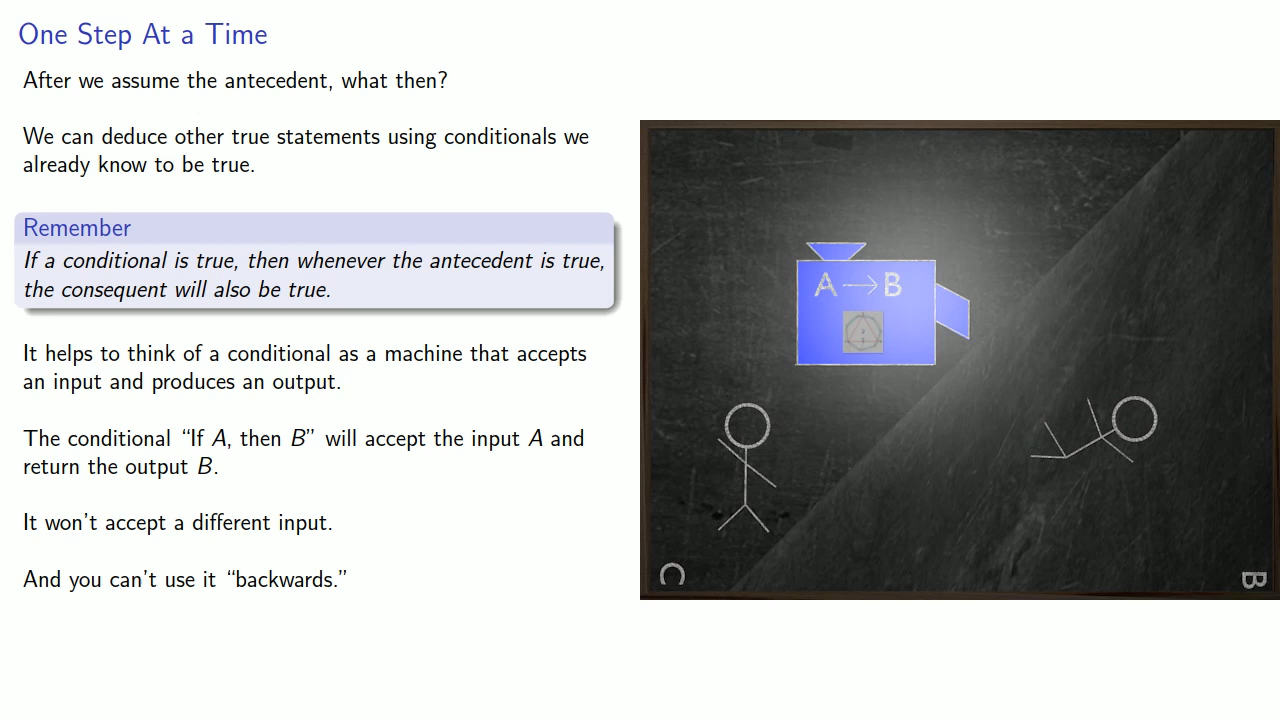 One Step At a Time
After we assume the antecedent, what then?
We can deduce other true statements using conditionals we
already know to be true.
Remember
If a conditional is true, then whenever the antecedent is true,
the consequent will also be true.
It helps to think of a conditional as a machine that accepts
an input and produces an output.
The conditional “If A, then B” will accept the input A and
return the output B.
It won’t accept a different input.
And you can’t use it “backwards.”
A → B
C
B